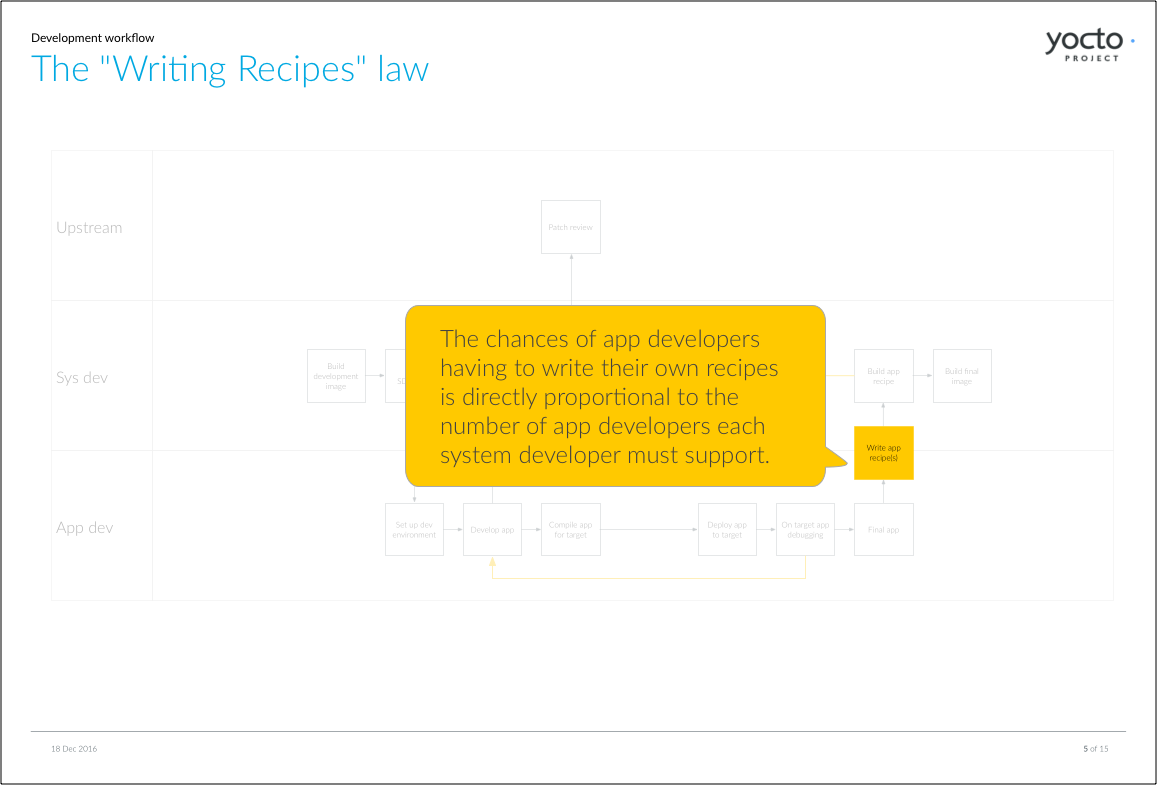 Development workflow
The "Writing Recipes" law
yocto
PROJECT
Upstream
Patch review
Sys dev
Build
development
image
The chances of app developers
having to write their own recipes
is directly proportional to the
number of app developers each
system developer must support.
Build app
recipe
Build final
image
Write app
recipe(s)
App dev
Set up dev
environment
Develop app
Compile app
for target
Deploy app
to target
On target app
debugging
Final app
18 Dec 2016
5 of 15